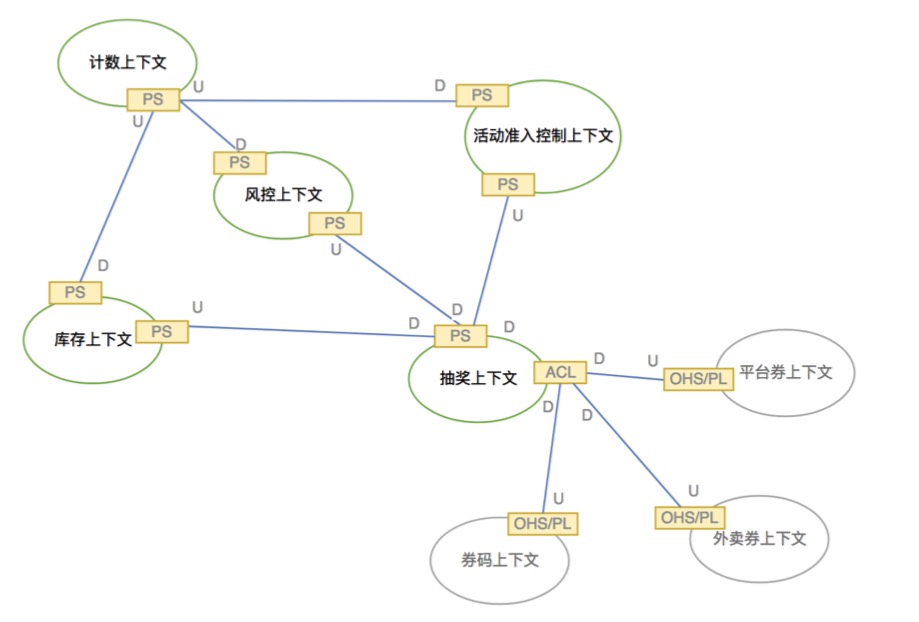 计数上下文
PS
U
U
D
PS
活动准入控制上下文
PS
U
D
PS
风控上下文
PS
U
D
PS
库存上下文
PS
U
D
D
D
PS
抽奖上下文
ACL
D
D
D
U
OHS/PL
平台券上下文
U
OHS/PL
外卖券上下文
U
OHS/PL
券码上下文